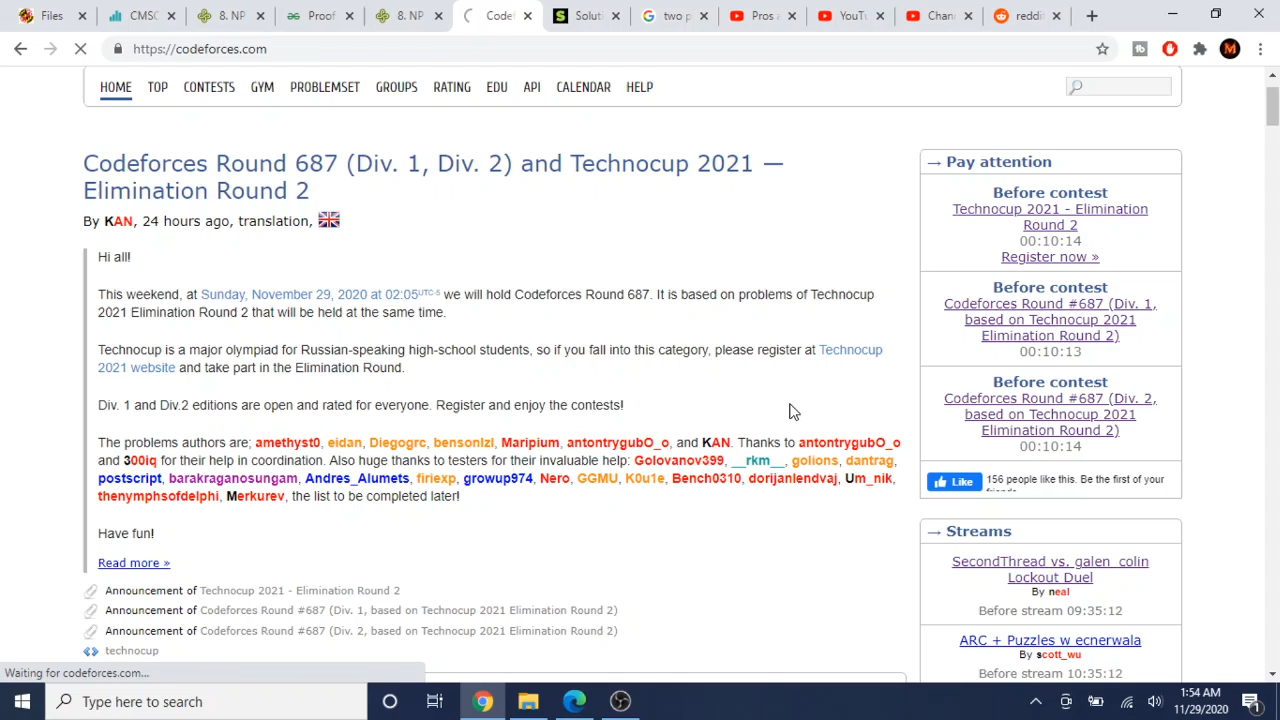 Files
CMSC
8. NP
Proof
8. NP
Codef
Soluti
two p
Pros a
YouTu
Chann
reddi
https://codeforces.com
HOME TOP CONTESTS GYM PROBLEMSET GROUPS RATING EDU API CALENDAR HELP
Codeforces Round 687 (Div. 1, Div. 2) and Technocup 2021 —
Elimination Round 2
By KAN, 24 hours ago, translation,
Hi all!
This weekend, at Sunday, November 29, 2020 at 02:05UTC-5 we will hold Codeforces Round 687. It is based on problems of Technocup
2021 Elimination Round 2 that will be held at the same time.
Technocup is a major olympiad for Russian-speaking high-school students, so if you fall into this category, please register at Technocup
2021 website and take part in the Elimination Round.
Div. 1 and Div.2 editions are open and rated for everyone. Register and enjoy the contests!
The problems authors are; amethyst0, eidan, Diegogrc, bensonlzl, Maripium, antontrygubO_o, and KAN. Thanks to antontrygubO_o
and 300iq for their help in coordination. Also huge thanks to testers for their invaluable help: Golovanov399, __rkm__, golions, dantrag,
postscript, barakraganosungam, Andres_Alumets, firiexp, growup974, Nero, GGMU, K0u1e, Bench0310, dorijanlendvaj, Um_nik,
thenymphsofdelphi, Merkurev, the list to be completed later!
Have fun!
Read more »
Announcement of Technocup 2021 - Elimination Round 2
Announcement of Codeforces Round #687 (Div. 1, based on Technocup 2021 Elimination Round 2)
Announcement of Codeforces Round #687 (Div. 2, based on Technocup 2021 Elimination Round 2)
technocup
→ Pay attention
Before contest
Technocup 2021 - Elimination
Round 2
00:10:14
Register now »
Before contest
Codeforces Round #687 (Div. 1,
based on Technocup 2021
Elimination Round 2)
00:10:13
Before contest
Codeforces Round #687 (Div. 2,
based on Technocup 2021
Elimination Round 2)
00:10:14
Like 156 people like this. Be the first of your
friends.
→ Streams
SecondThread vs. galen_colin
Lockout Duel
By neal
Before stream 09:35:12
ARC + Puzzles w ecnerwala
By scott_wu
Before stream 10:35:12
Waiting for codeforces.com...
Type here to search
1:54 AM
11/29/2020